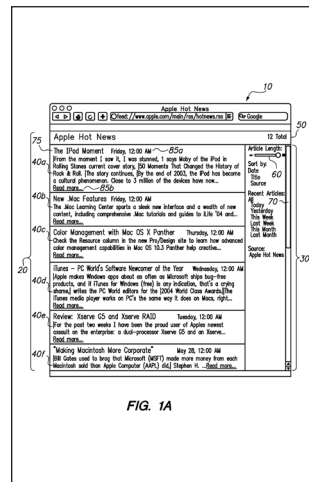 10
Apple Hot News
feed://www.apple.com/main/rss/hotnews.rss
Google
50
Apple Hot News
12 Total
75
The iPod Moment Friday, 12:00 AM
85a
40a
From the moment I saw it, I was stunned, 1 says Moby of the iPod in
Rolling Stones current cover story, |50 Moments That Changed the History of
Rock & Roll. |The story continues, |By the end of 2003, the iPod has become
a cultural phenomenon. Close to 3 million of the devices have now...
Read more...
85b
40b
New .Mac Features Friday, 12:00 AM
The .Mac Learning Center sports a sleek new interface and a wealth of new
content, including comprehensive .Mac tutorials and guides to iLife '04 and...
Read more...
40c
Color Management with Mac OS X Panther Thursday, 12:00 AM
Check the Resource column in the new Pro/Design site to learn how advanced
color management capabilities in Mac OS 10.3 Panther help creative...
Read more...
20
40d
iTunes - PC World's Software Newcomer of the Year Wednesday, 12:00 AM
Apple makes Windows apps about as often as Microsoft ships bug-free
products, and if iTunes for Windows (free) is any indication, that's a crying
shame,| writes the PC World editors for the |2004 World Class Awards.|The
iTunes media player works on PC's the same way it does on Macs, right...
Read more...
40e
Review: Xserve G5 and Xserve RAID Tuesday, 12:00 AM
For the past two weeks I have been the proud user of Apples newest
assault on the enterprise: a dual-processor Xserve G5 and an Xserve...
Read more...
40f
"Making Macintosh More Corporate" May 28, 12:00 AM
|Bill Gates used to brag that Microsoft (MSFT) made more money from each
Macintosh sold than Apple Computer (AAPL) did,| Stephen H. ...Read more...
Article Length:
Sort by:
60
Date
Title
Source
Recent Articles:
70
All
Today
Yesterday
This Week
Last Week
This Month
Last Month
Source:
Apple Hot News
30
FIG. 1A